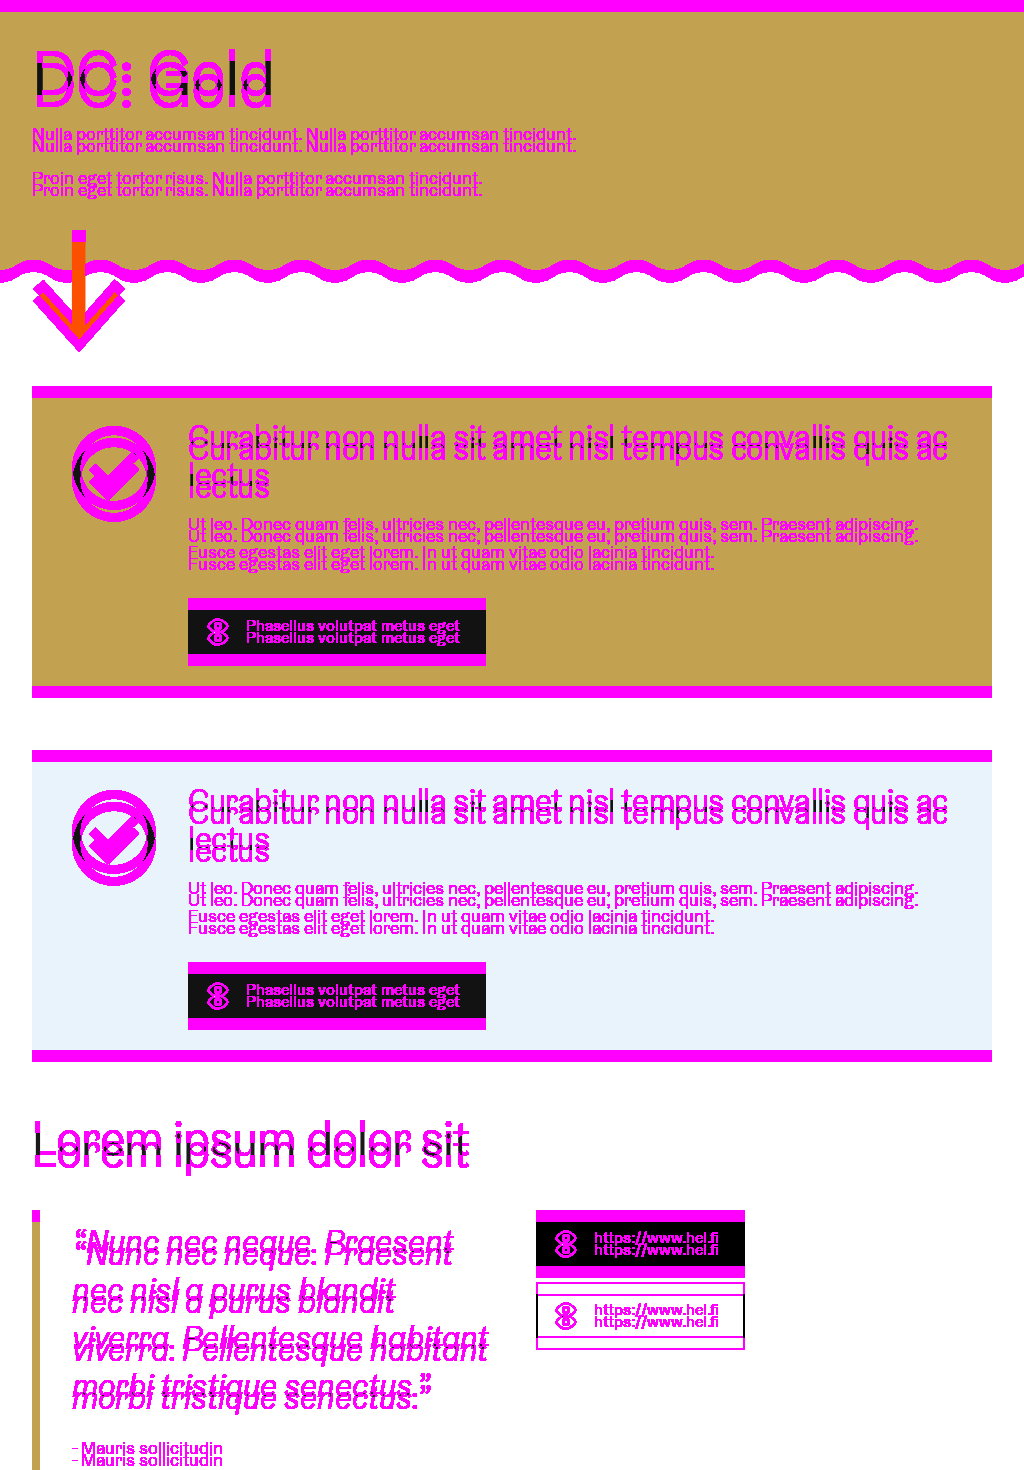 DC: Gold
Nulla porttitor accumsan tincidunt. Nulla porttitor accumsan tincidunt.
Proin eget tortor risus. Nulla porttitor accumsan tincidunt.
Curabitur non nulla sit amet nisl tempus convallis quis ac
lectus
Ut leo. Donec quam felis, ultricies nec, pellentesque eu, pretium quis, sem. Praesent adipiscing.
Fusce egestas elit eget lorem. In ut quam vitae odio lacinia tincidunt.
Phasellus volutpat metus eget
Curabitur non nulla sit amet nisl tempus convallis quis ac
lectus
Ut leo. Donec quam felis, ultricies nec, pellentesque eu, pretium quis, sem. Praesent adipiscing.
Fusce egestas elit eget lorem. In ut quam vitae odio lacinia tincidunt.
Phasellus volutpat metus eget
Lorem ipsum dolor sit
“Nunc nec neque. Praesent
nec nisl a purus blandit
viverra. Pellentesque habitant
morbi tristique senectus.”
- Mauris sollicitudin
https://www.hel.fi
https://www.hel.fi